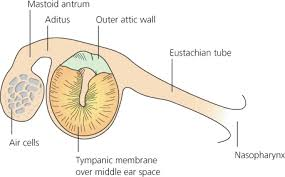 Mastoid antrum
Aditus
Outer attic wall
Eustachian tube
Air cells
Tympanic membrane
over middle ear space
Nasopharynx